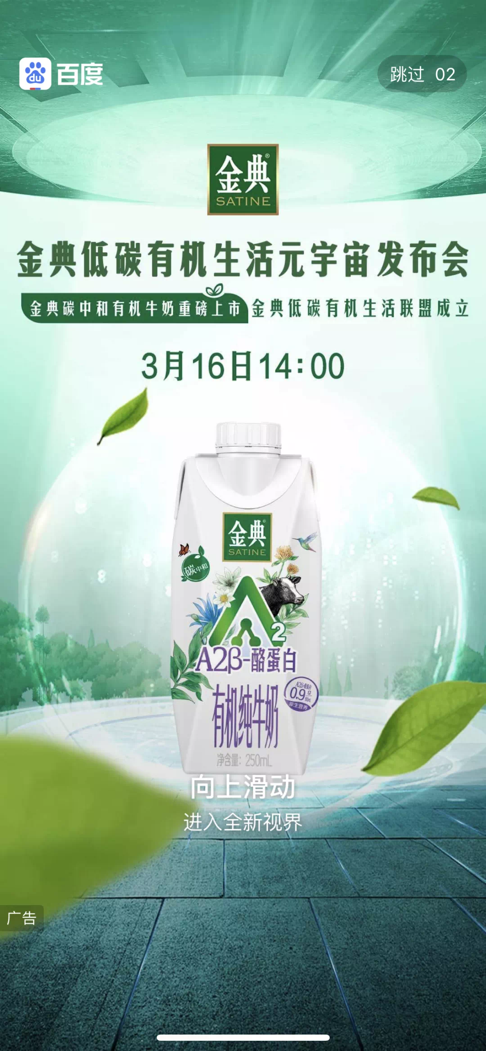 百度
跳过 02
金典
SATINE
金典低碳有机生活元宇宙发布会
金典碳中和有机牛奶重磅上市 金典低碳有机生活联盟成立
3月16日14:00
金典
SATINE
碳中和
A2
A2β-酪蛋白
有机纯牛奶
净含量:250mL
向上滑动
进入全新视界
广告